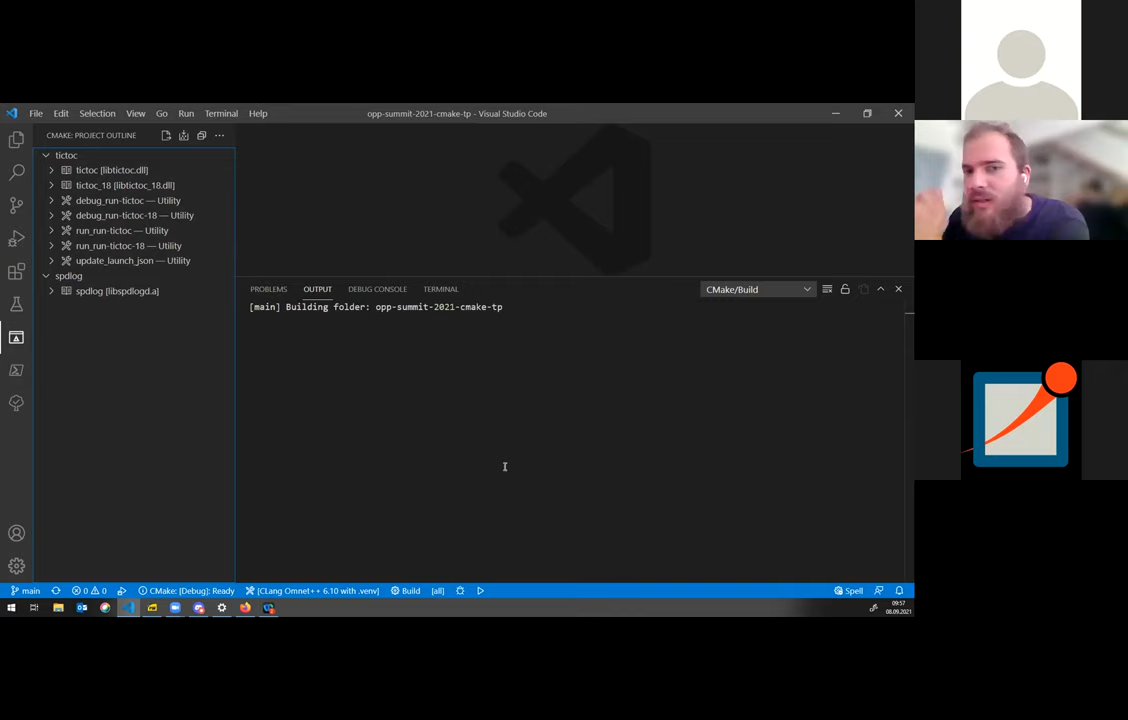 File Edit Selection View Go Run Terminal Help
opp-summit-2021-cmake-tp - Visual Studio Code
CMAKE: PROJECT OUTLINE
tictoc
tictoc [libtictoc.dll]
tictoc_18 [libtictoc_18.dll]
debug_run-tictoc — Utility
debug_run-tictoc-18 — Utility
run_run-tictoc — Utility
run_run-tictoc-18 — Utility
update_launch_json — Utility
spdlog
spdlog [libspdlogd.a]
PROBLEMS OUTPUT DEBUG CONSOLE TERMINAL
CMake/Build
[main] Building folder: opp-summit-2021-cmake-tp
main 0 0 CMake: [Debug]: Ready [CLang Omnet++ 6.10 with .venv] Build [all] Spell
09:57
08.09.2021